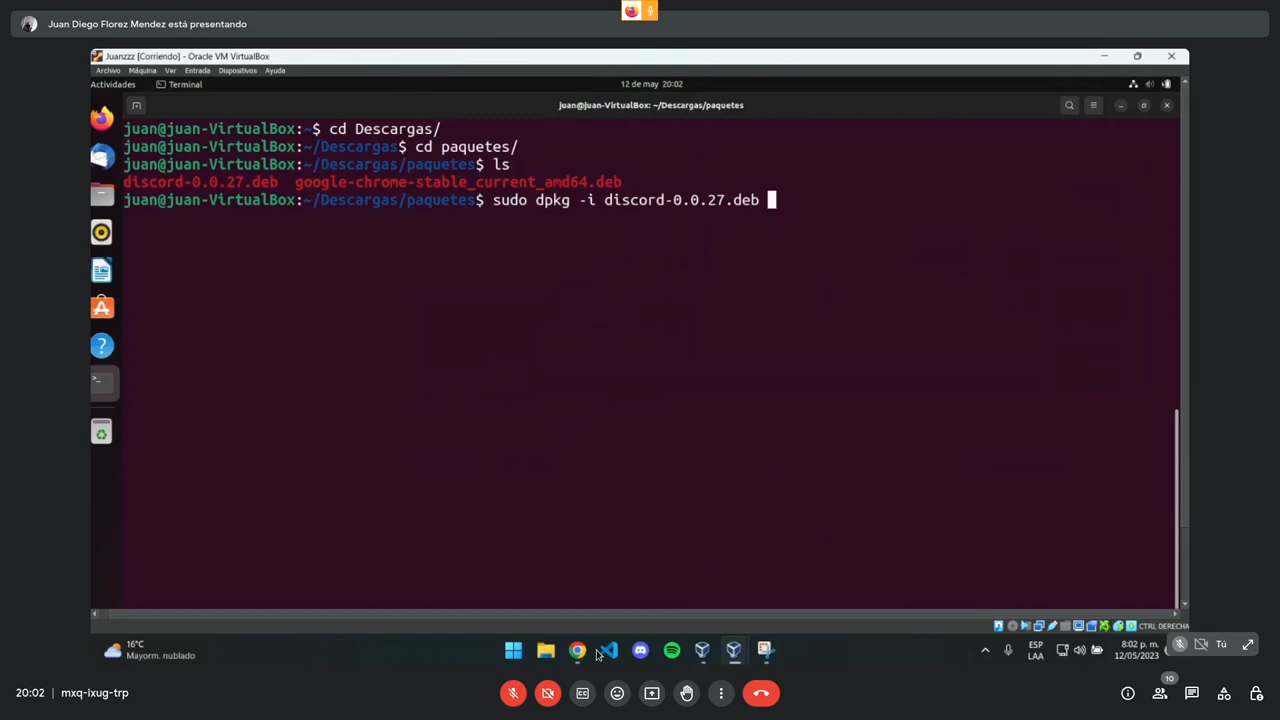 Juan Diego Florez Mendez está presentando
Juanzzz [Corriendo] - Oracle VM VirtualBox
Archivo Máquina Ver Entrada Dispositivos Ayuda
Actividades Terminal 12 de may 20:02
juan@juan-VirtualBox: ~/Descargas/paquetes
juan@juan-VirtualBox:~$ cd Descargas/
juan@juan-VirtualBox:~/Descargas$ cd paquetes/
juan@juan-VirtualBox:~/Descargas/paquetes$ ls
discord-0.0.27.deb google-chrome-stable_current_amd64.deb
juan@juan-VirtualBox:~/Descargas/paquetes$ sudo dpkg -i discord-0.0.27.deb
CTRL DERECHA
16°C
Mayorm. nublado
ESP
LAA
8:02 p. m.
12/05/2023
Tú
20:02 mxq-ixug-trp
10